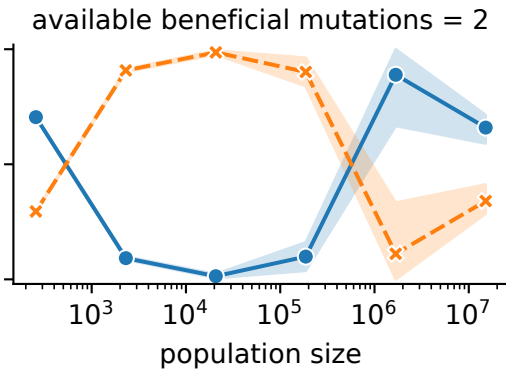 available beneficial mutations = 2
10³ 10⁴ 10⁵ 10⁶ 10⁷
population size